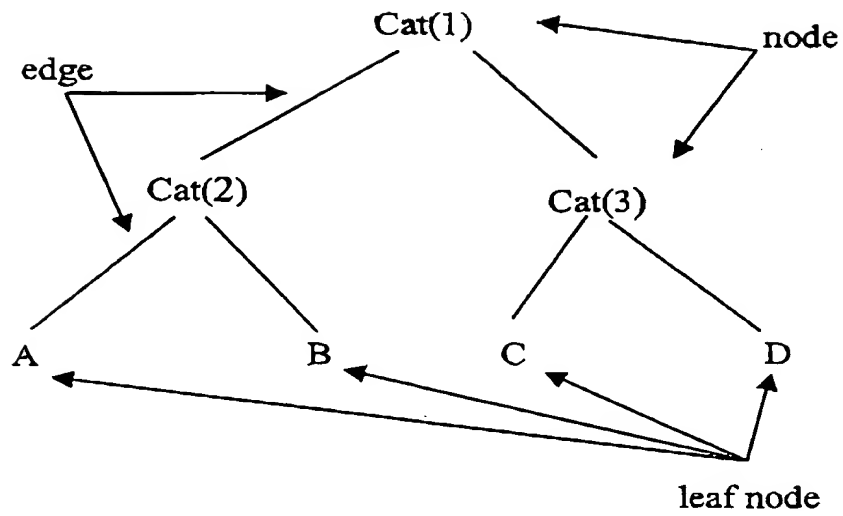 Cat(1)
node
edge
Cat(2)
Cat(3)
A
B
C
D
leaf node